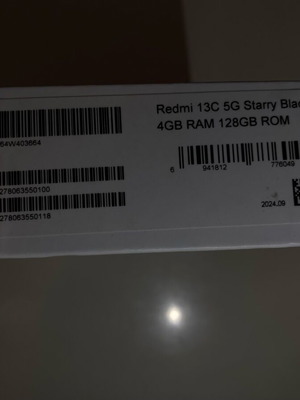 Redmi 13C 5G Starry Blac
4GB RAM 128GB ROM
64W403664
278063550100
278063550118
6 941812 776049
2024.09